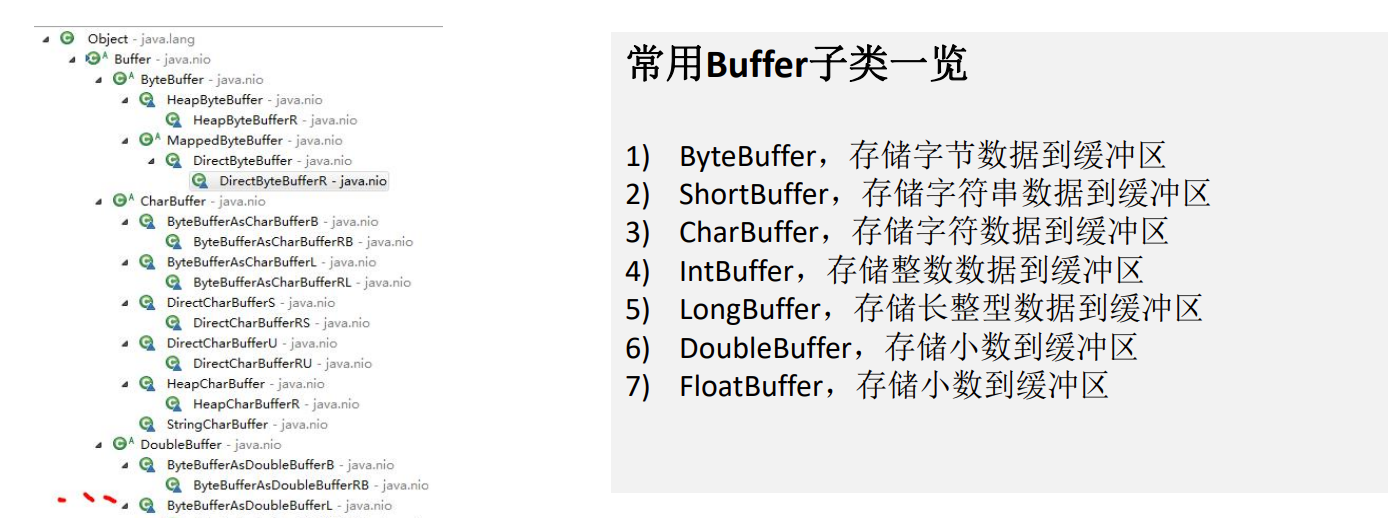 Object - java.lang
Buffer - java.nio
ByteBuffer - java.nio
HeapByteBuffer - java.nio
HeapByteBufferR - java.nio
MappedByteBuffer - java.nio
DirectByteBuffer - java.nio
DirectByteBufferR - java.nio
CharBuffer - java.nio
ByteBufferAsCharBufferB - java.nio
ByteBufferAsCharBufferRB - java.nio
ByteBufferAsCharBufferL - java.nio
ByteBufferAsCharBufferRL - java.nio
DirectCharBufferS - java.nio
DirectCharBufferRS - java.nio
DirectCharBufferU - java.nio
DirectCharBufferRU - java.nio
HeapCharBuffer - java.nio
HeapCharBufferR - java.nio
StringCharBuffer - java.nio
DoubleBuffer - java.nio
ByteBufferAsDoubleBufferB - java.nio
ByteBufferAsDoubleBufferRB - java.nio
ByteBufferAsDoubleBufferL - java.nio
常用Buffer子类一览
1) ByteBuffer，存储字节数据到缓冲区
2) ShortBuffer，存储字符串数据到缓冲区
3) CharBuffer，存储字符数据到缓冲区
4) IntBuffer，存储整数数据到缓冲区
5) LongBuffer，存储长整型数据到缓冲区
6) DoubleBuffer，存储小数到缓冲区
7) FloatBuffer，存储小数到缓冲区